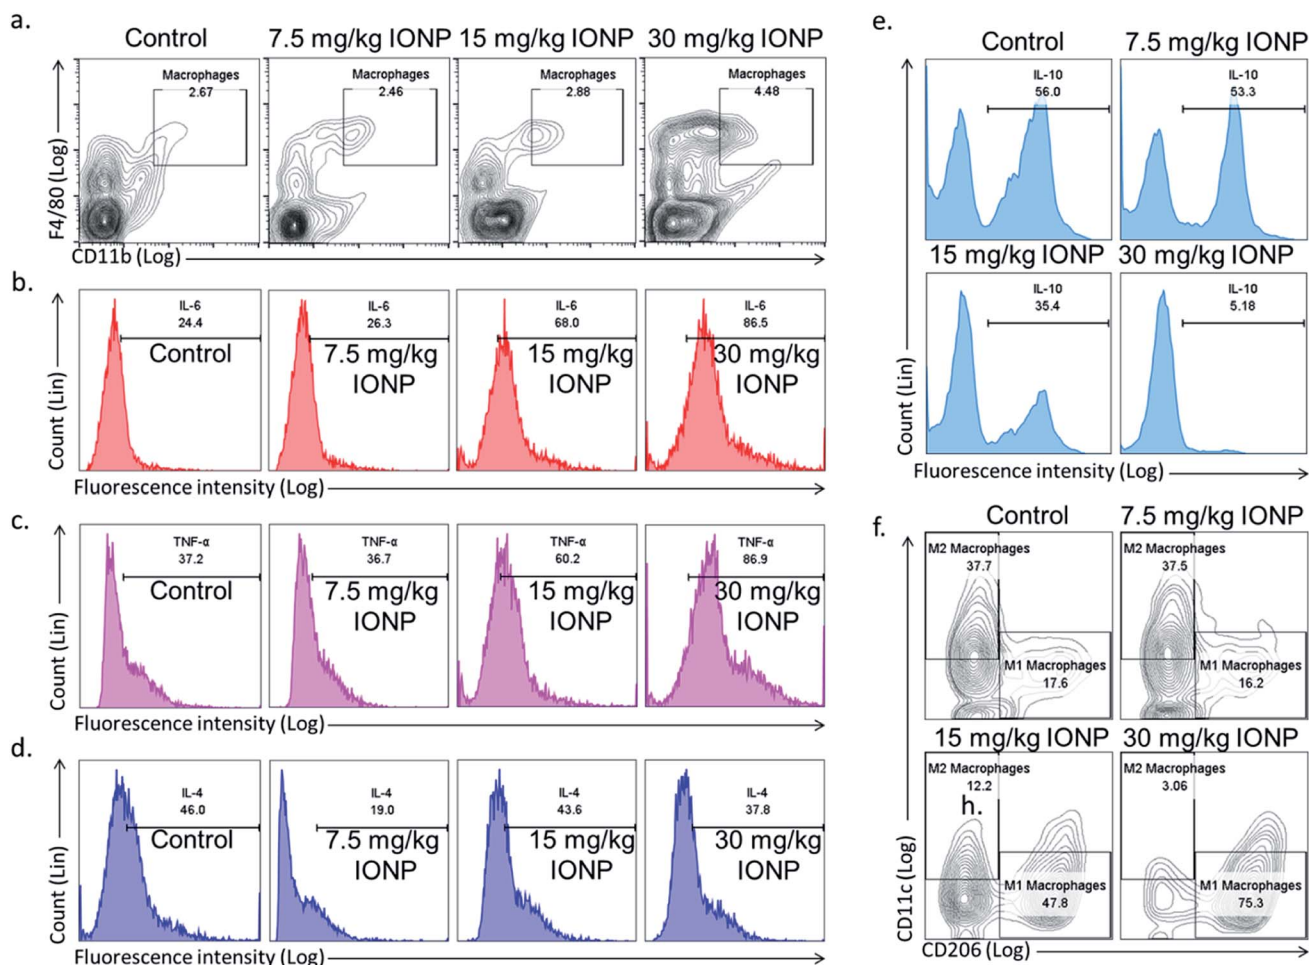 a.
Control
7.5 mg/kg IONP
15 mg/kg IONP
30 mg/kg IONP
Macrophages
2.67
Macrophages
2.46
Macrophages
2.88
Macrophages
4.48
F4/80 (Log)
CD11b (Log)
b.
IL-6
24.4
Control
IL-6
26.3
7.5 mg/kg
IONP
IL-6
68.0
15 mg/kg
IONP
IL-6
86.5
30 mg/kg
IONP
Count (Lin)
Fluorescence intensity (Log)
c.
TNF-α
37.2
Control
TNF-α
36.7
7.5 mg/kg
IONP
TNF-α
60.2
15 mg/kg
IONP
TNF-α
86.9
30 mg/kg
IONP
Count (Lin)
Fluorescence intensity (Log)
d.
IL-4
46.0
Control
IL-4
19.0
7.5 mg/kg
IONP
IL-4
43.6
15 mg/kg
IONP
IL-4
37.8
30 mg/kg
IONP
Count (Lin)
Fluorescence intensity (Log)
e.
Control
7.5 mg/kg IONP
IL-10
56.0
IL-10
53.3
15 mg/kg IONP
30 mg/kg IONP
IL-10
35.4
IL-10
5.18
Count (Lin)
Fluorescence intensity (Log)
f.
Control
7.5 mg/kg IONP
M2 Macrophages
37.7
M1 Macrophages
17.6
M2 Macrophages
37.5
M1 Macrophages
16.2
15 mg/kg IONP
30 mg/kg IONP
M2 Macrophages
12.2
h.
M1 Macrophages
47.8
M2 Macrophages
3.06
M1 Macrophages
75.3
CD11c (Log)
CD206 (Log)